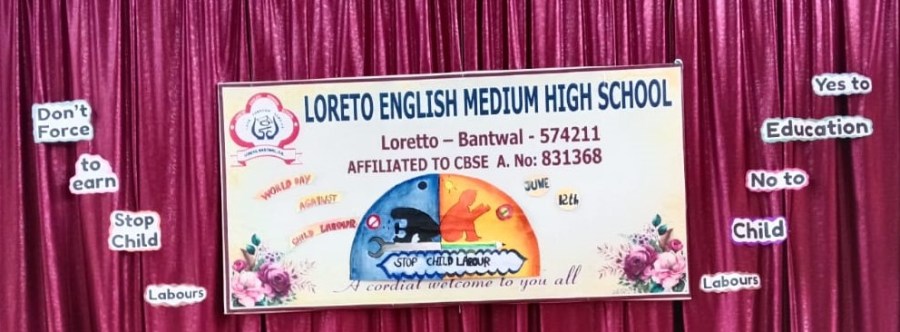 Don't
Force
to
earn
Stop
Child
Labours
LORETO ENGLISH MEDIUM HIGH SCHOOL
Loretto – Bantwal - 574211
AFFILIATED TO CBSE A. No: 831368
WORLD DAY
AGAINST
CHILD LABOUR
JUNE
12th
STOP CHILD LABOUR
A cordial welcome to you all
Yes to
Education
No to
Child
Labours